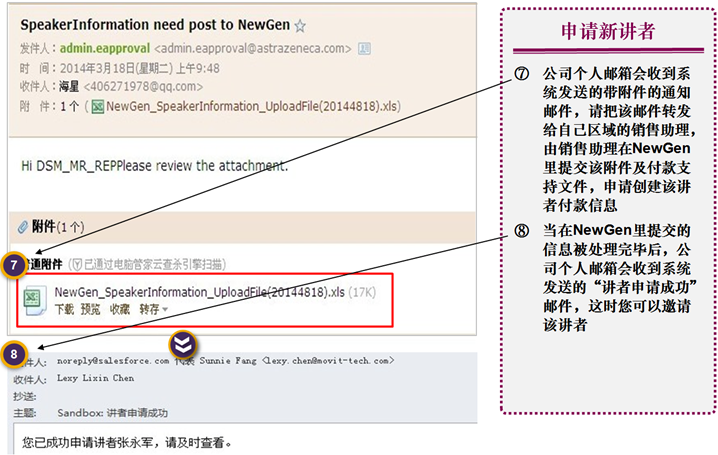 SpeakerInformation need post to NewGen ☆
发件人：admin.eapproval <admin.eapproval@astrazeneca.com>
时 间：2014年3月18日(星期二) 上午9:48
收件人：海星 <406271978@qq.com>
附 件：1 个 ( NewGen_SpeakerInformation_UploadFile(20144818).xls)
Hi DSM_MR_REPPlease review the attachment.
附件(1 个)
7
普通附件 (已通过电脑管家云查杀引擎扫描)
NewGen_SpeakerInformation_UploadFile(20144818).xls (17K)
下载 预览 收藏 转存
8
发件人: noreply@salesforce.com 代表 Sunnie Fang <lexy.chen@movit-tech.com>
收件人: Lexy Lixin Chen
抄送:
主题: Sandbox: 讲者申请成功
您已成功申请讲者张永军，请及时查看。
申请新讲者
⑦ 公司个人邮箱会收到系
统发送的带附件的通知
邮件，请把该邮件转发
给自己区域的销售助理，
由销售助理在NewGen
里提交该附件及付款支
持文件，申请创建该讲
者付款信息
⑧ 当在NewGen里提交的
信息被处理完毕后，公
司个人邮箱会收到系统
发送的“讲者申请成功”
邮件，这时您可以邀请
该讲者